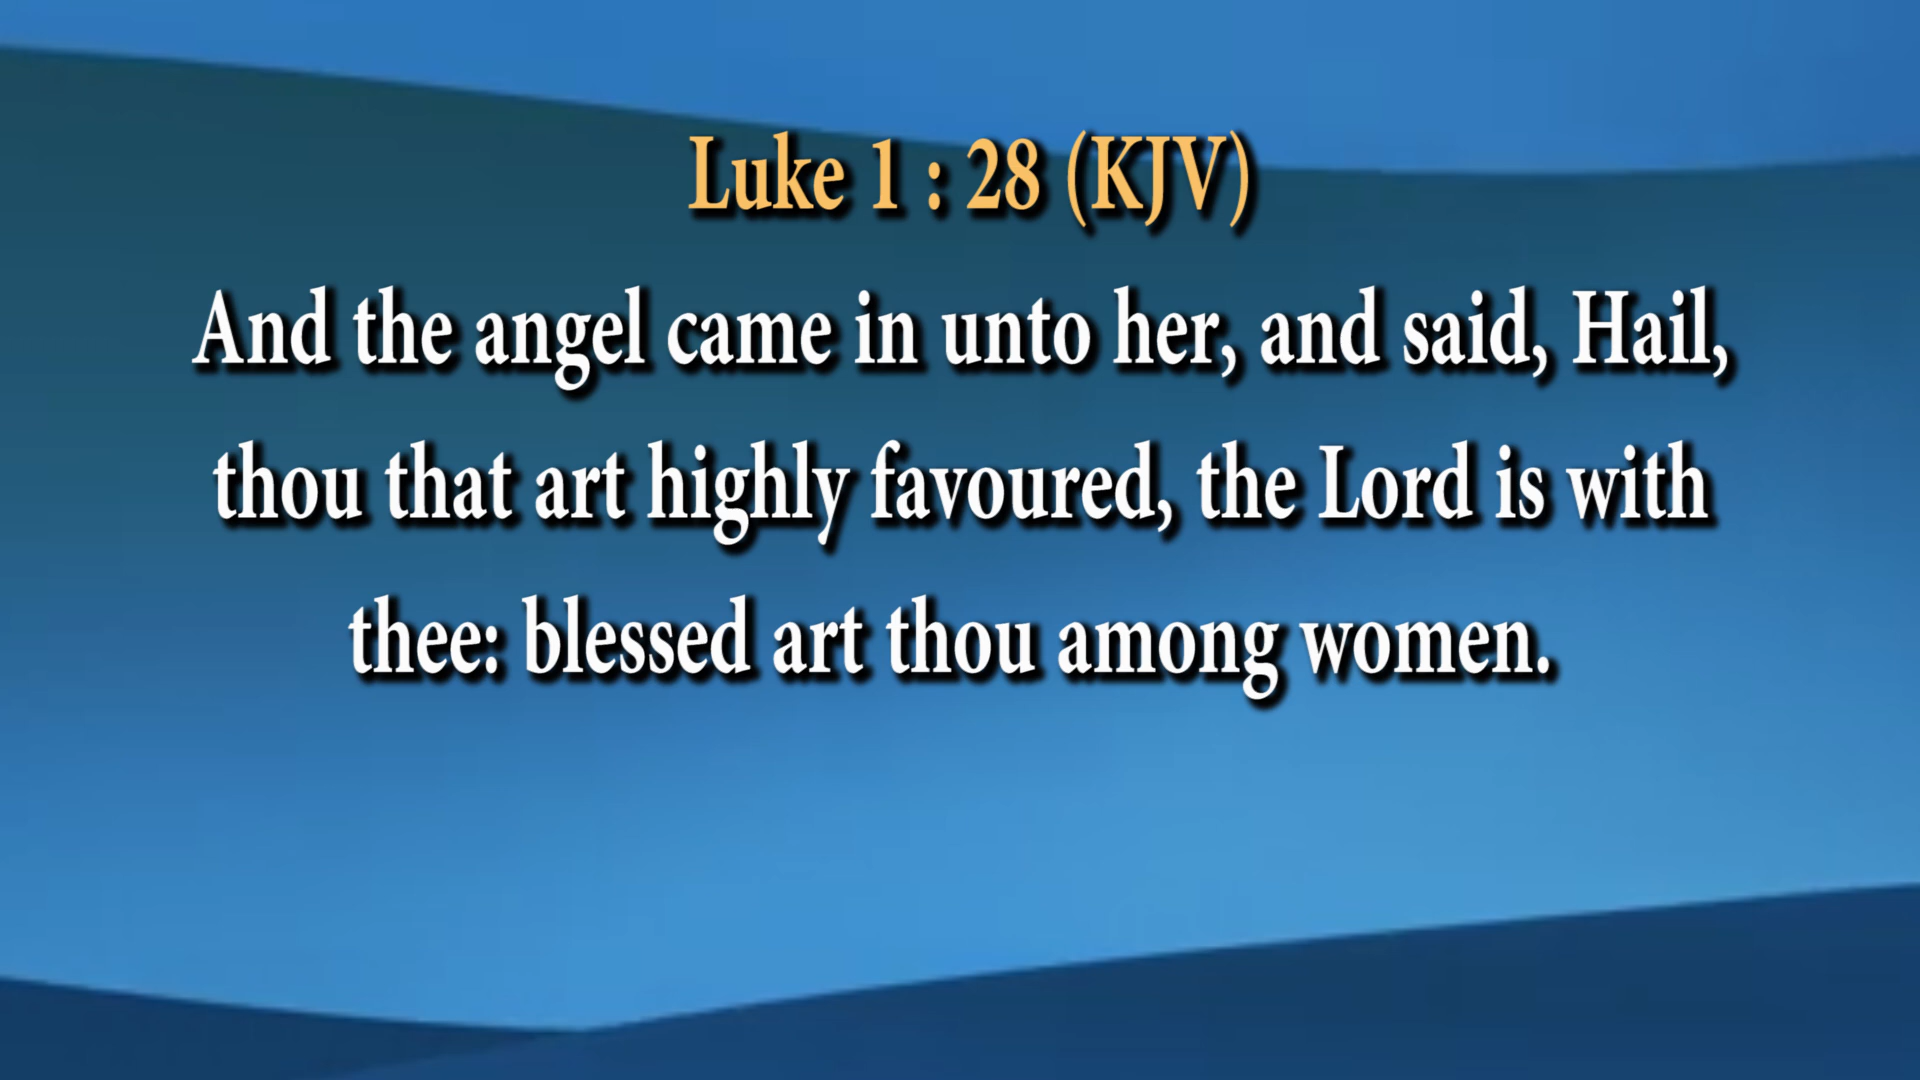 Luke 1 : 28 (KJV)
And the angel came in unto her, and said, Hail,
thou that art highly favoured, the Lord is with
thee: blessed art thou among women.